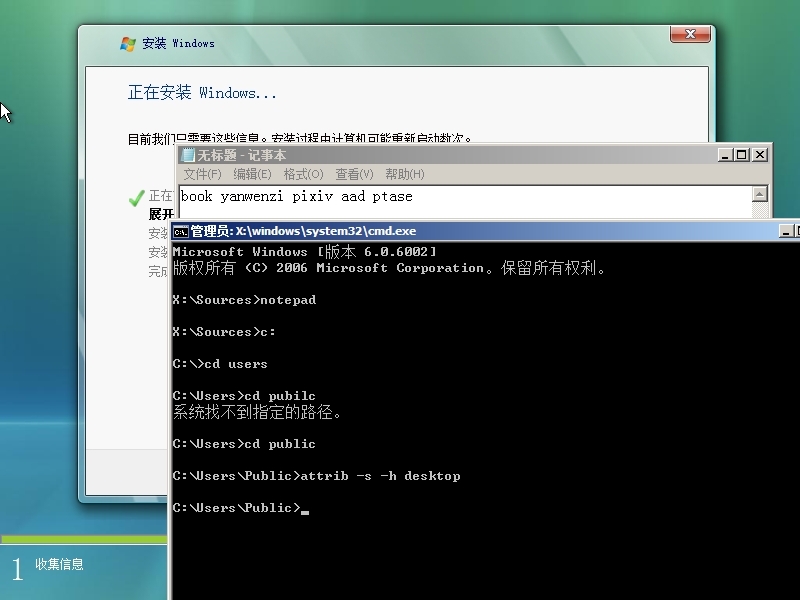 安装 Windows
正在安装 Windows...
目前我们只需要这些信息。安装过程中计算机可能重新启动数次。
正在
展开
安装
安装
完成
无标题 - 记事本
文件(F) 编辑(E) 格式(O) 查看(V) 帮助(H)
book yanwenzi pixiv aad ptase
管理员: X:\windows\system32\cmd.exe
Microsoft Windows [版本 6.0.6002]
版权所有 (C) 2006 Microsoft Corporation。保留所有权利。
X:\Sources>notepad
X:\Sources>c:
C:\>cd users
C:\Users>cd pubilc
系统找不到指定的路径。
C:\Users>cd public
C:\Users\Public>attrib -s -h desktop
C:\Users\Public>
1 收集信息